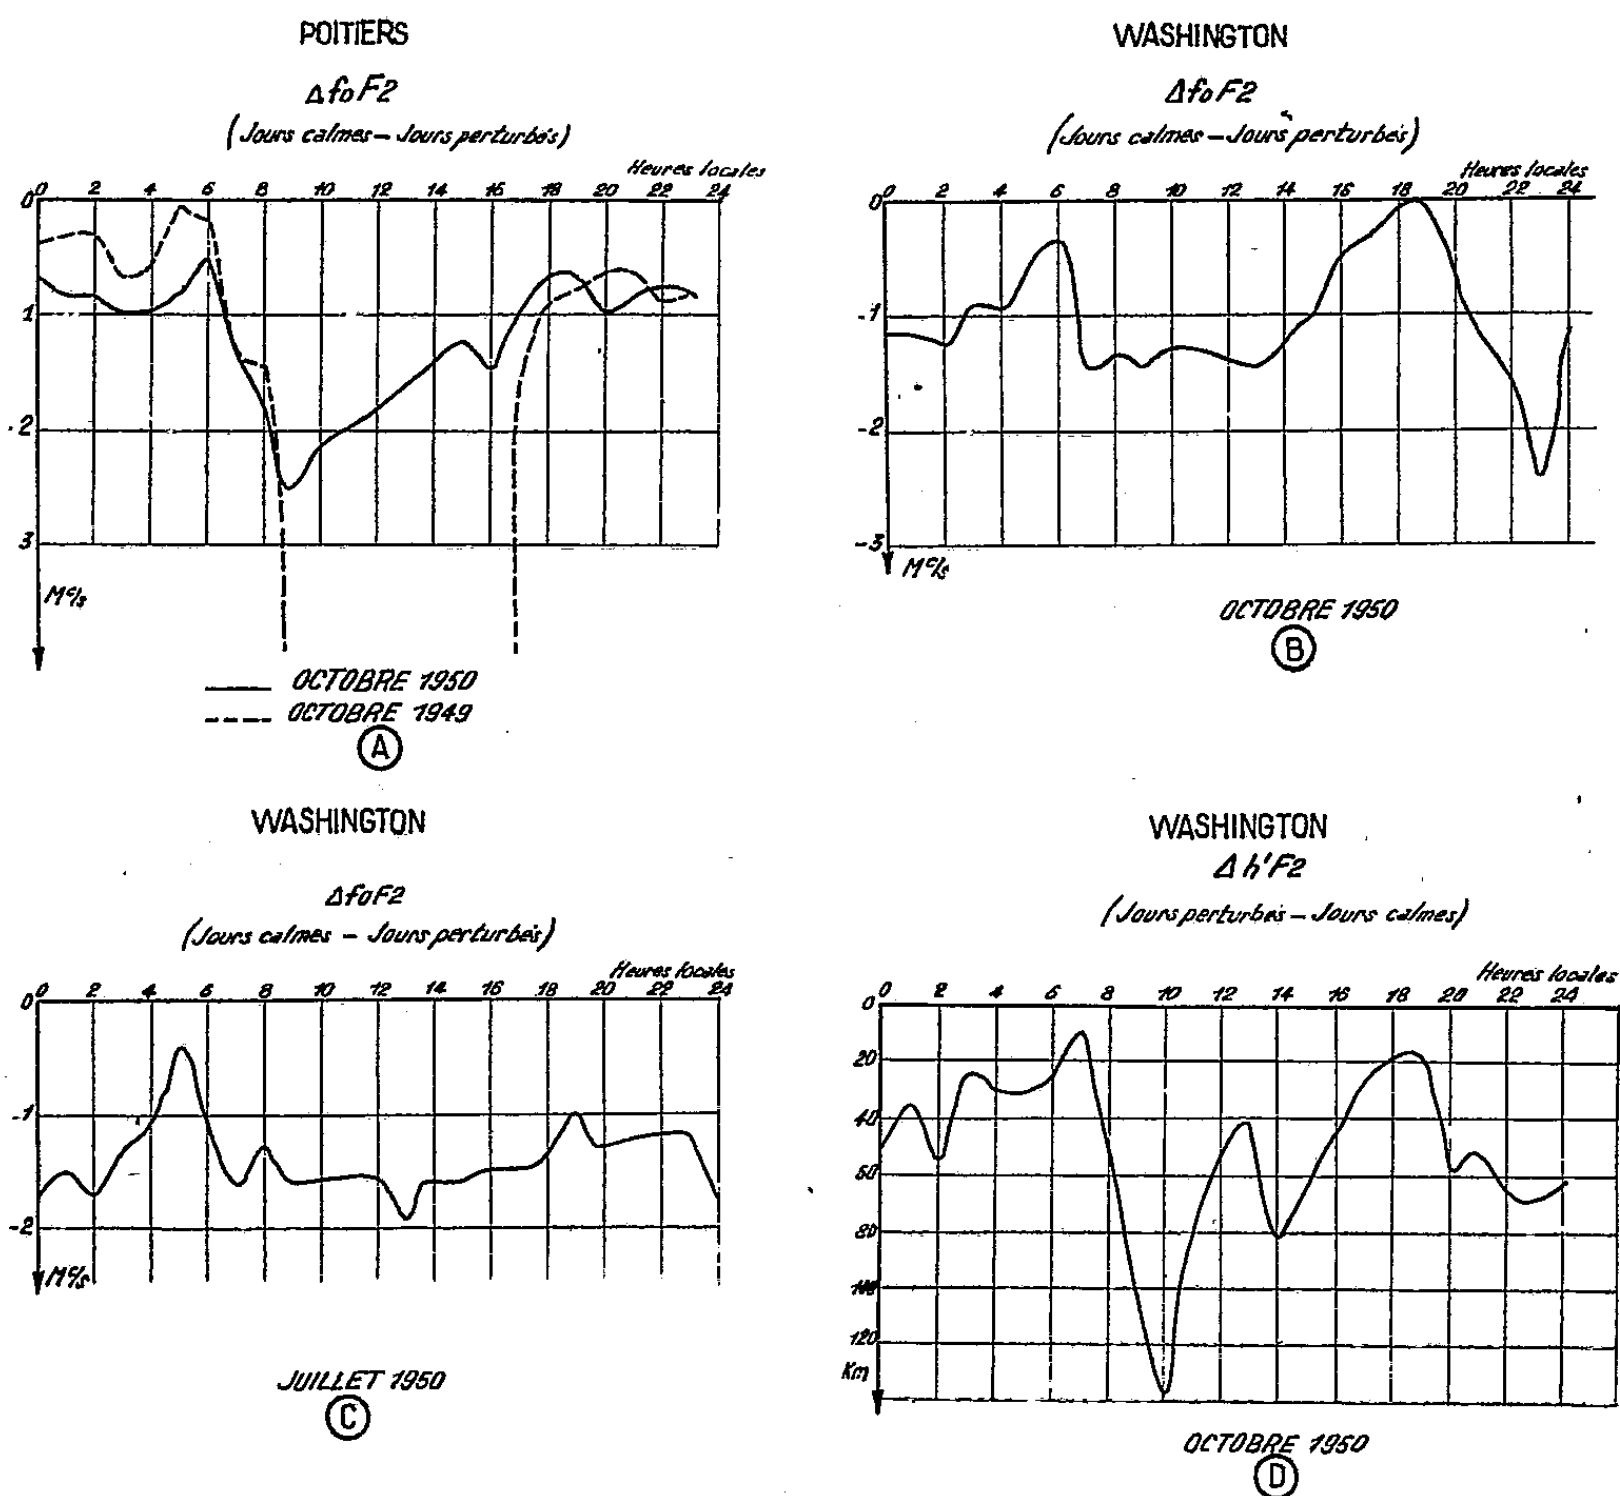 POITIERS
ΔfoF2
(Jours calmes – Jours perturbés)
Heures locales
0 2 4 6 8 10 12 14 16 18 20 22 24
0
1
-2
3
Mc/s
OCTOBRE 1950
OCTOBRE 1949
A
WASHINGTON
ΔfoF2
(Jours calmes – Jours perturbés)
Heures locales
0 2 4 6 8 10 12 14 16 18 20 22 24
0
-1
-2
-3
Mc/s
OCTOBRE 1950
B
WASHINGTON
ΔfoF2
(Jours calmes – Jours perturbés)
Heures locales
0 2 4 6 8 10 12 14 16 18 20 22 24
0
-1
-2
Mc/s
JUILLET 1950
C
WASHINGTON
Δh'F2
(Jours perturbés – Jours calmes)
Heures locales
0 2 4 6 8 10 12 14 16 18 20 22 24
0
20
40
60
80
100
120
Km
OCTOBRE 1950
D